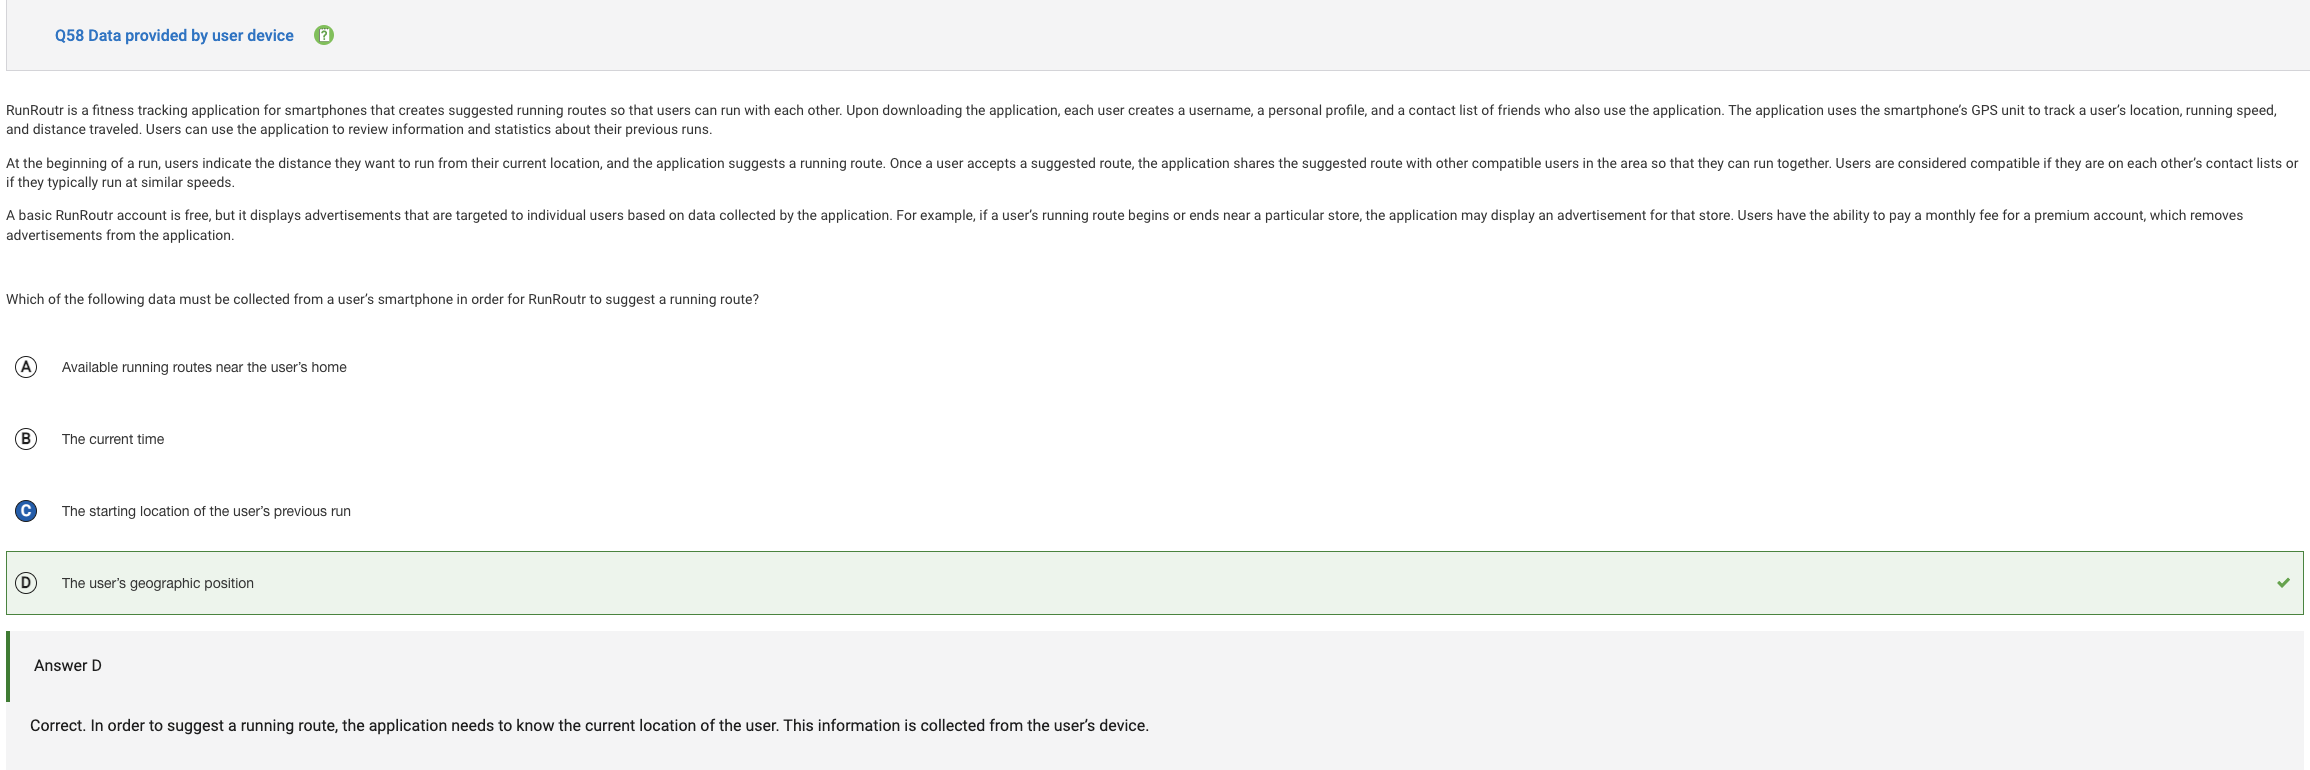 Q58 Data provided by user device
RunRoutr is a fitness tracking application for smartphones that creates suggested running routes so that users can run with each other. Upon downloading the application, each user creates a username, a personal profile, and a contact list of friends who also use the application. The application uses the smartphone's GPS unit to track a user's location, running speed,
and distance traveled. Users can use the application to review information and statistics about their previous runs.
At the beginning of a run, users indicate the distance they want to run from their current location, and the application suggests a running route. Once a user accepts a suggested route, the application shares the suggested route with other compatible users in the area so that they can run together. Users are considered compatible if they are on each other's contact lists or
if they typically run at similar speeds.
A basic RunRoutr account is free, but it displays advertisements that are targeted to individual users based on data collected by the application. For example, if a user's running route begins or ends near a particular store, the application may display an advertisement for that store. Users have the ability to pay a monthly fee for a premium account, which removes
advertisements from the application.
Which of the following data must be collected from a user's smartphone in order for RunRoutr to suggest a running route?
A Available running routes near the user's home
B The current time
C The starting location of the user's previous run
D The user's geographic position
Answer D
Correct. In order to suggest a running route, the application needs to know the current location of the user. This information is collected from the user's device.